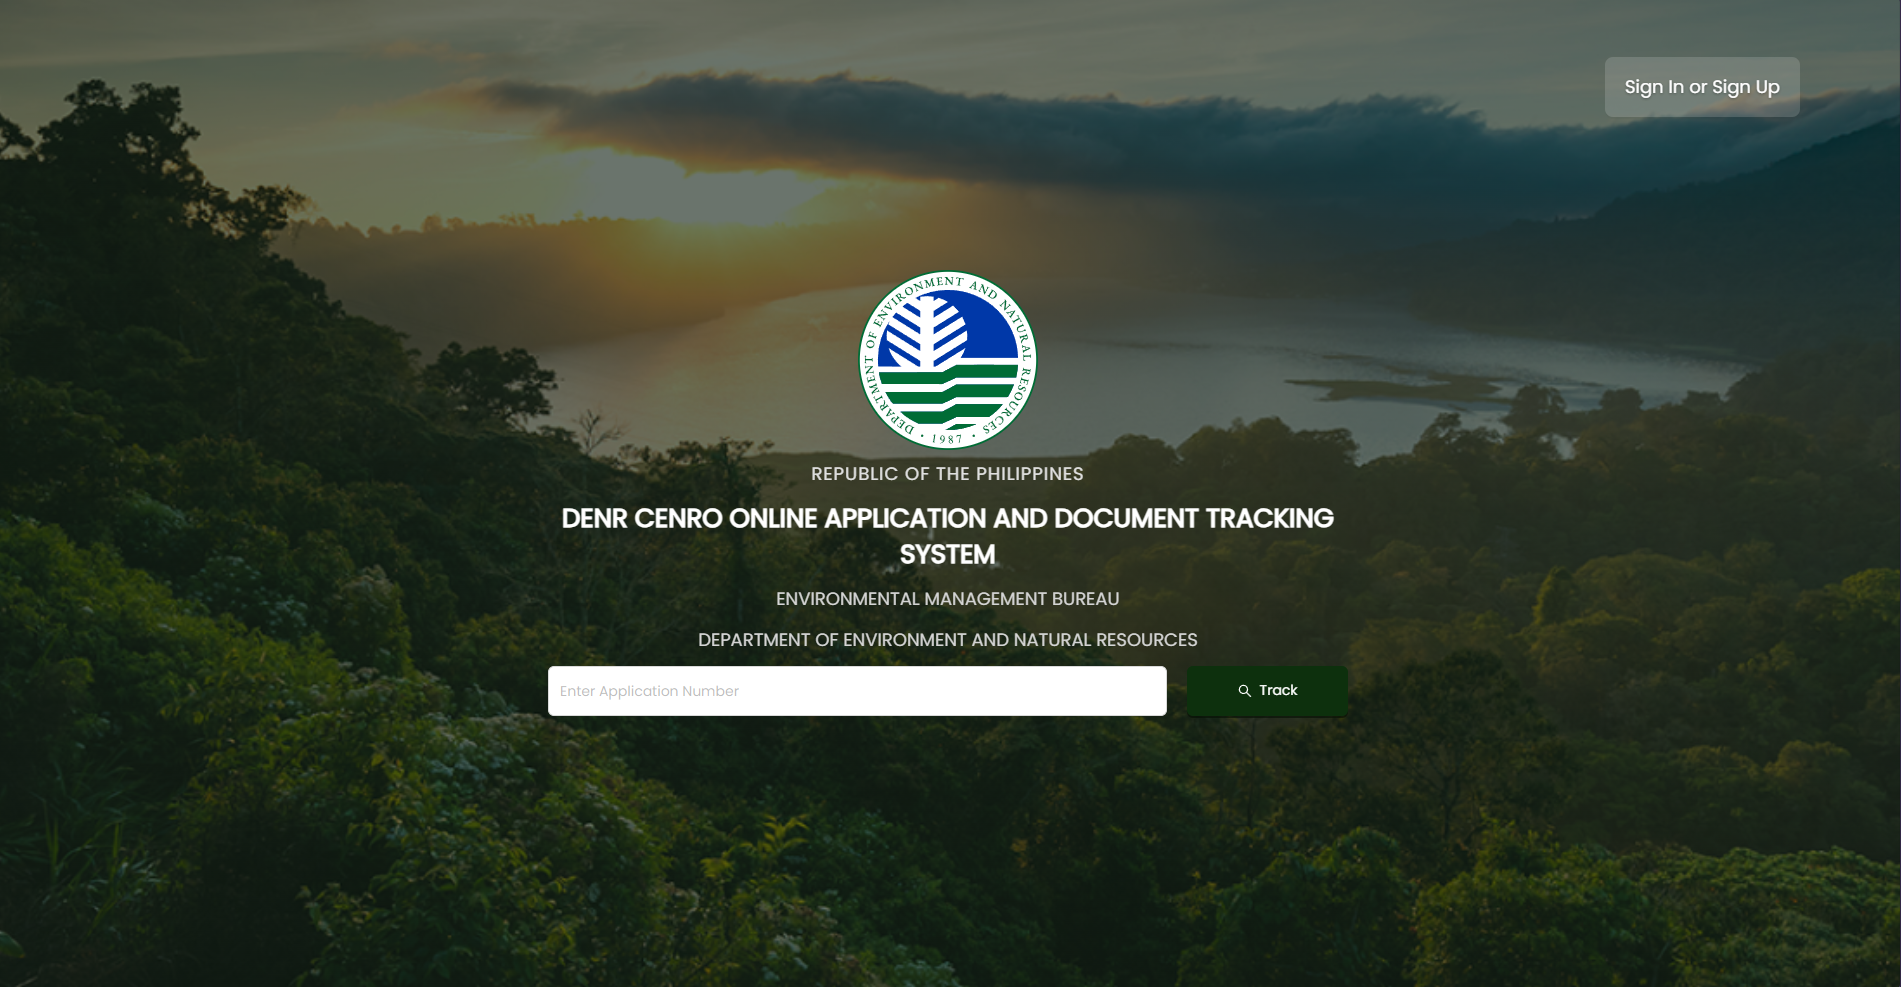 Sign In or Sign Up
DEPARTMENT OF ENVIRONMENT AND NATURAL RESOURCES
• 1987 •
REPUBLIC OF THE PHILIPPINES
DENR CENRO ONLINE APPLICATION AND DOCUMENT TRACKING
SYSTEM
ENVIRONMENTAL MANAGEMENT BUREAU
DEPARTMENT OF ENVIRONMENT AND NATURAL RESOURCES
Enter Application Number
Track